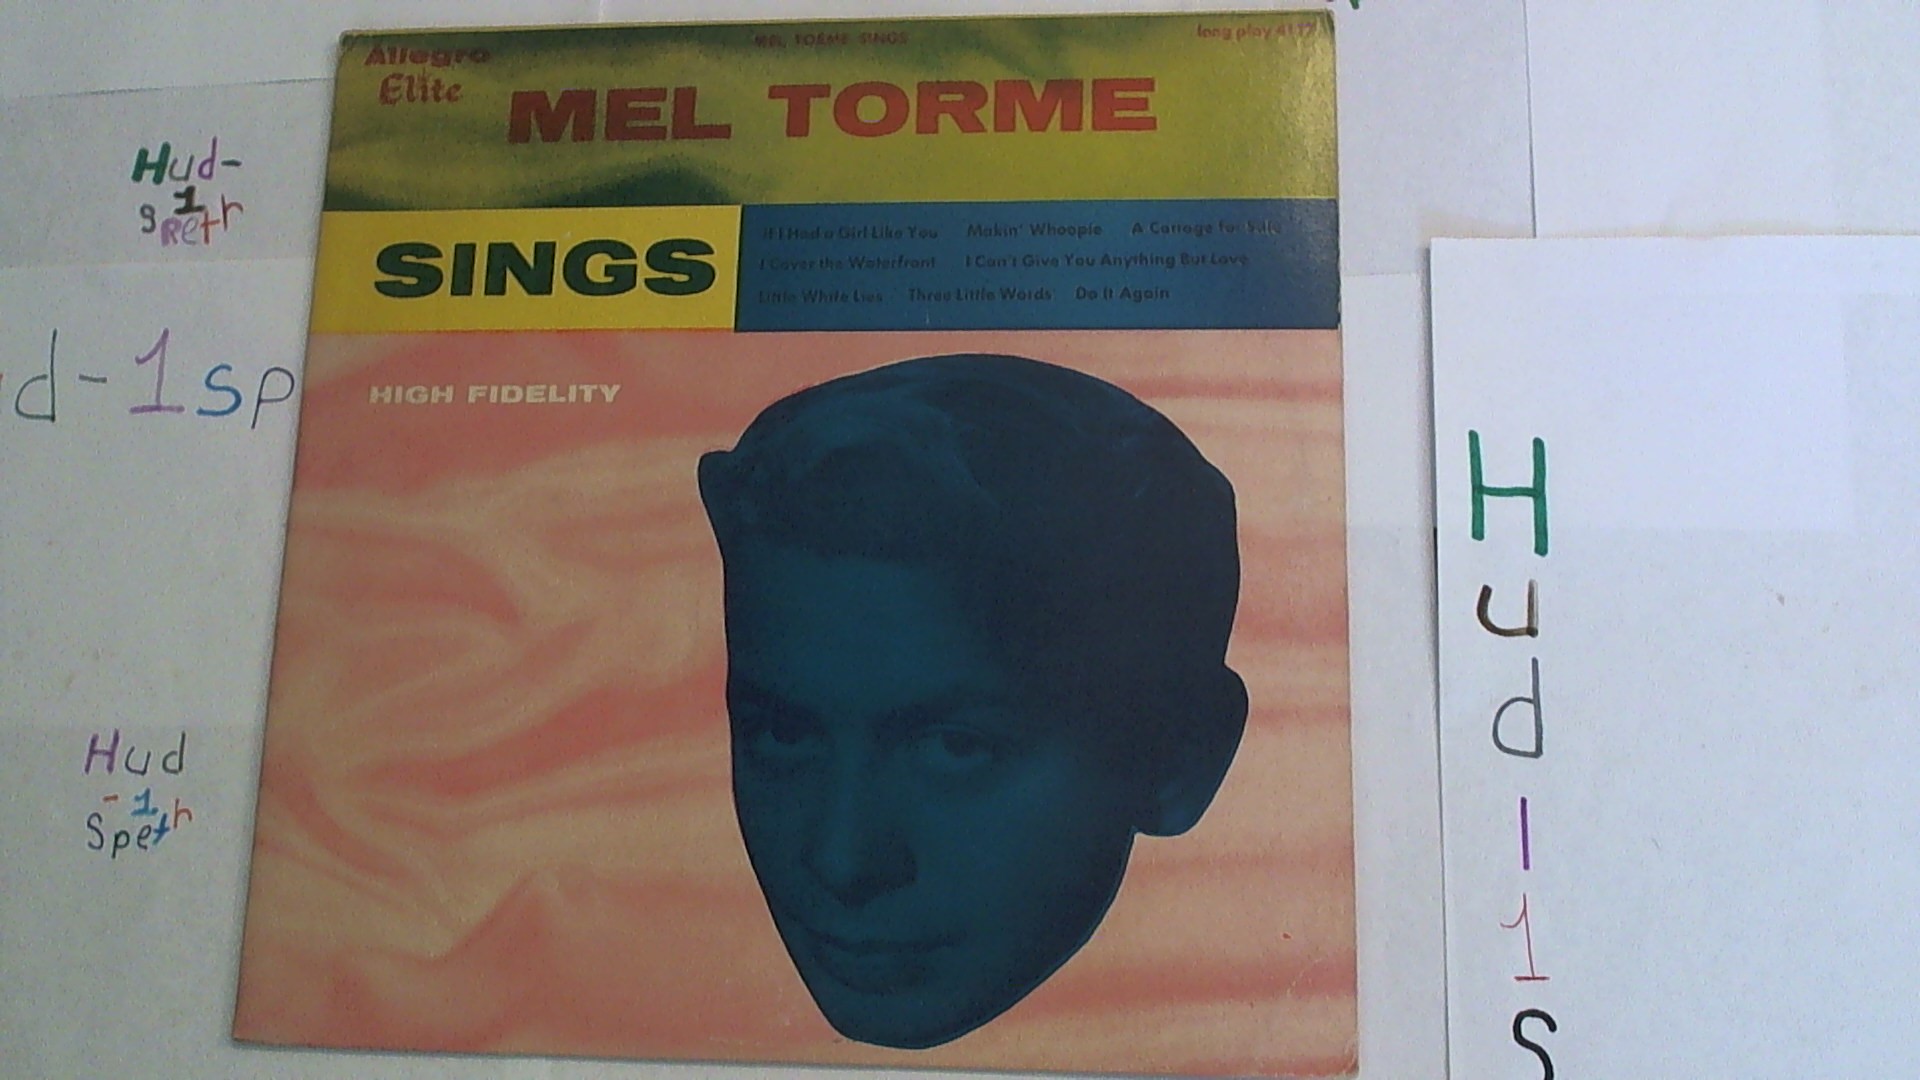 Allegro
Elite
MEL TORME SINGS
long play 4117
MEL TORME
SINGS
If I Had a Girl Like You Makin' Whoopie A Carriage for Sale
I Cover the Waterfront I Can't Give You Anything But Love
Little White Lies Three Little Words Do It Again
HIGH FIDELITY
Hud-
1
speth
d-1sp
Hud
-1
Speth
H
u
d
-
1
S